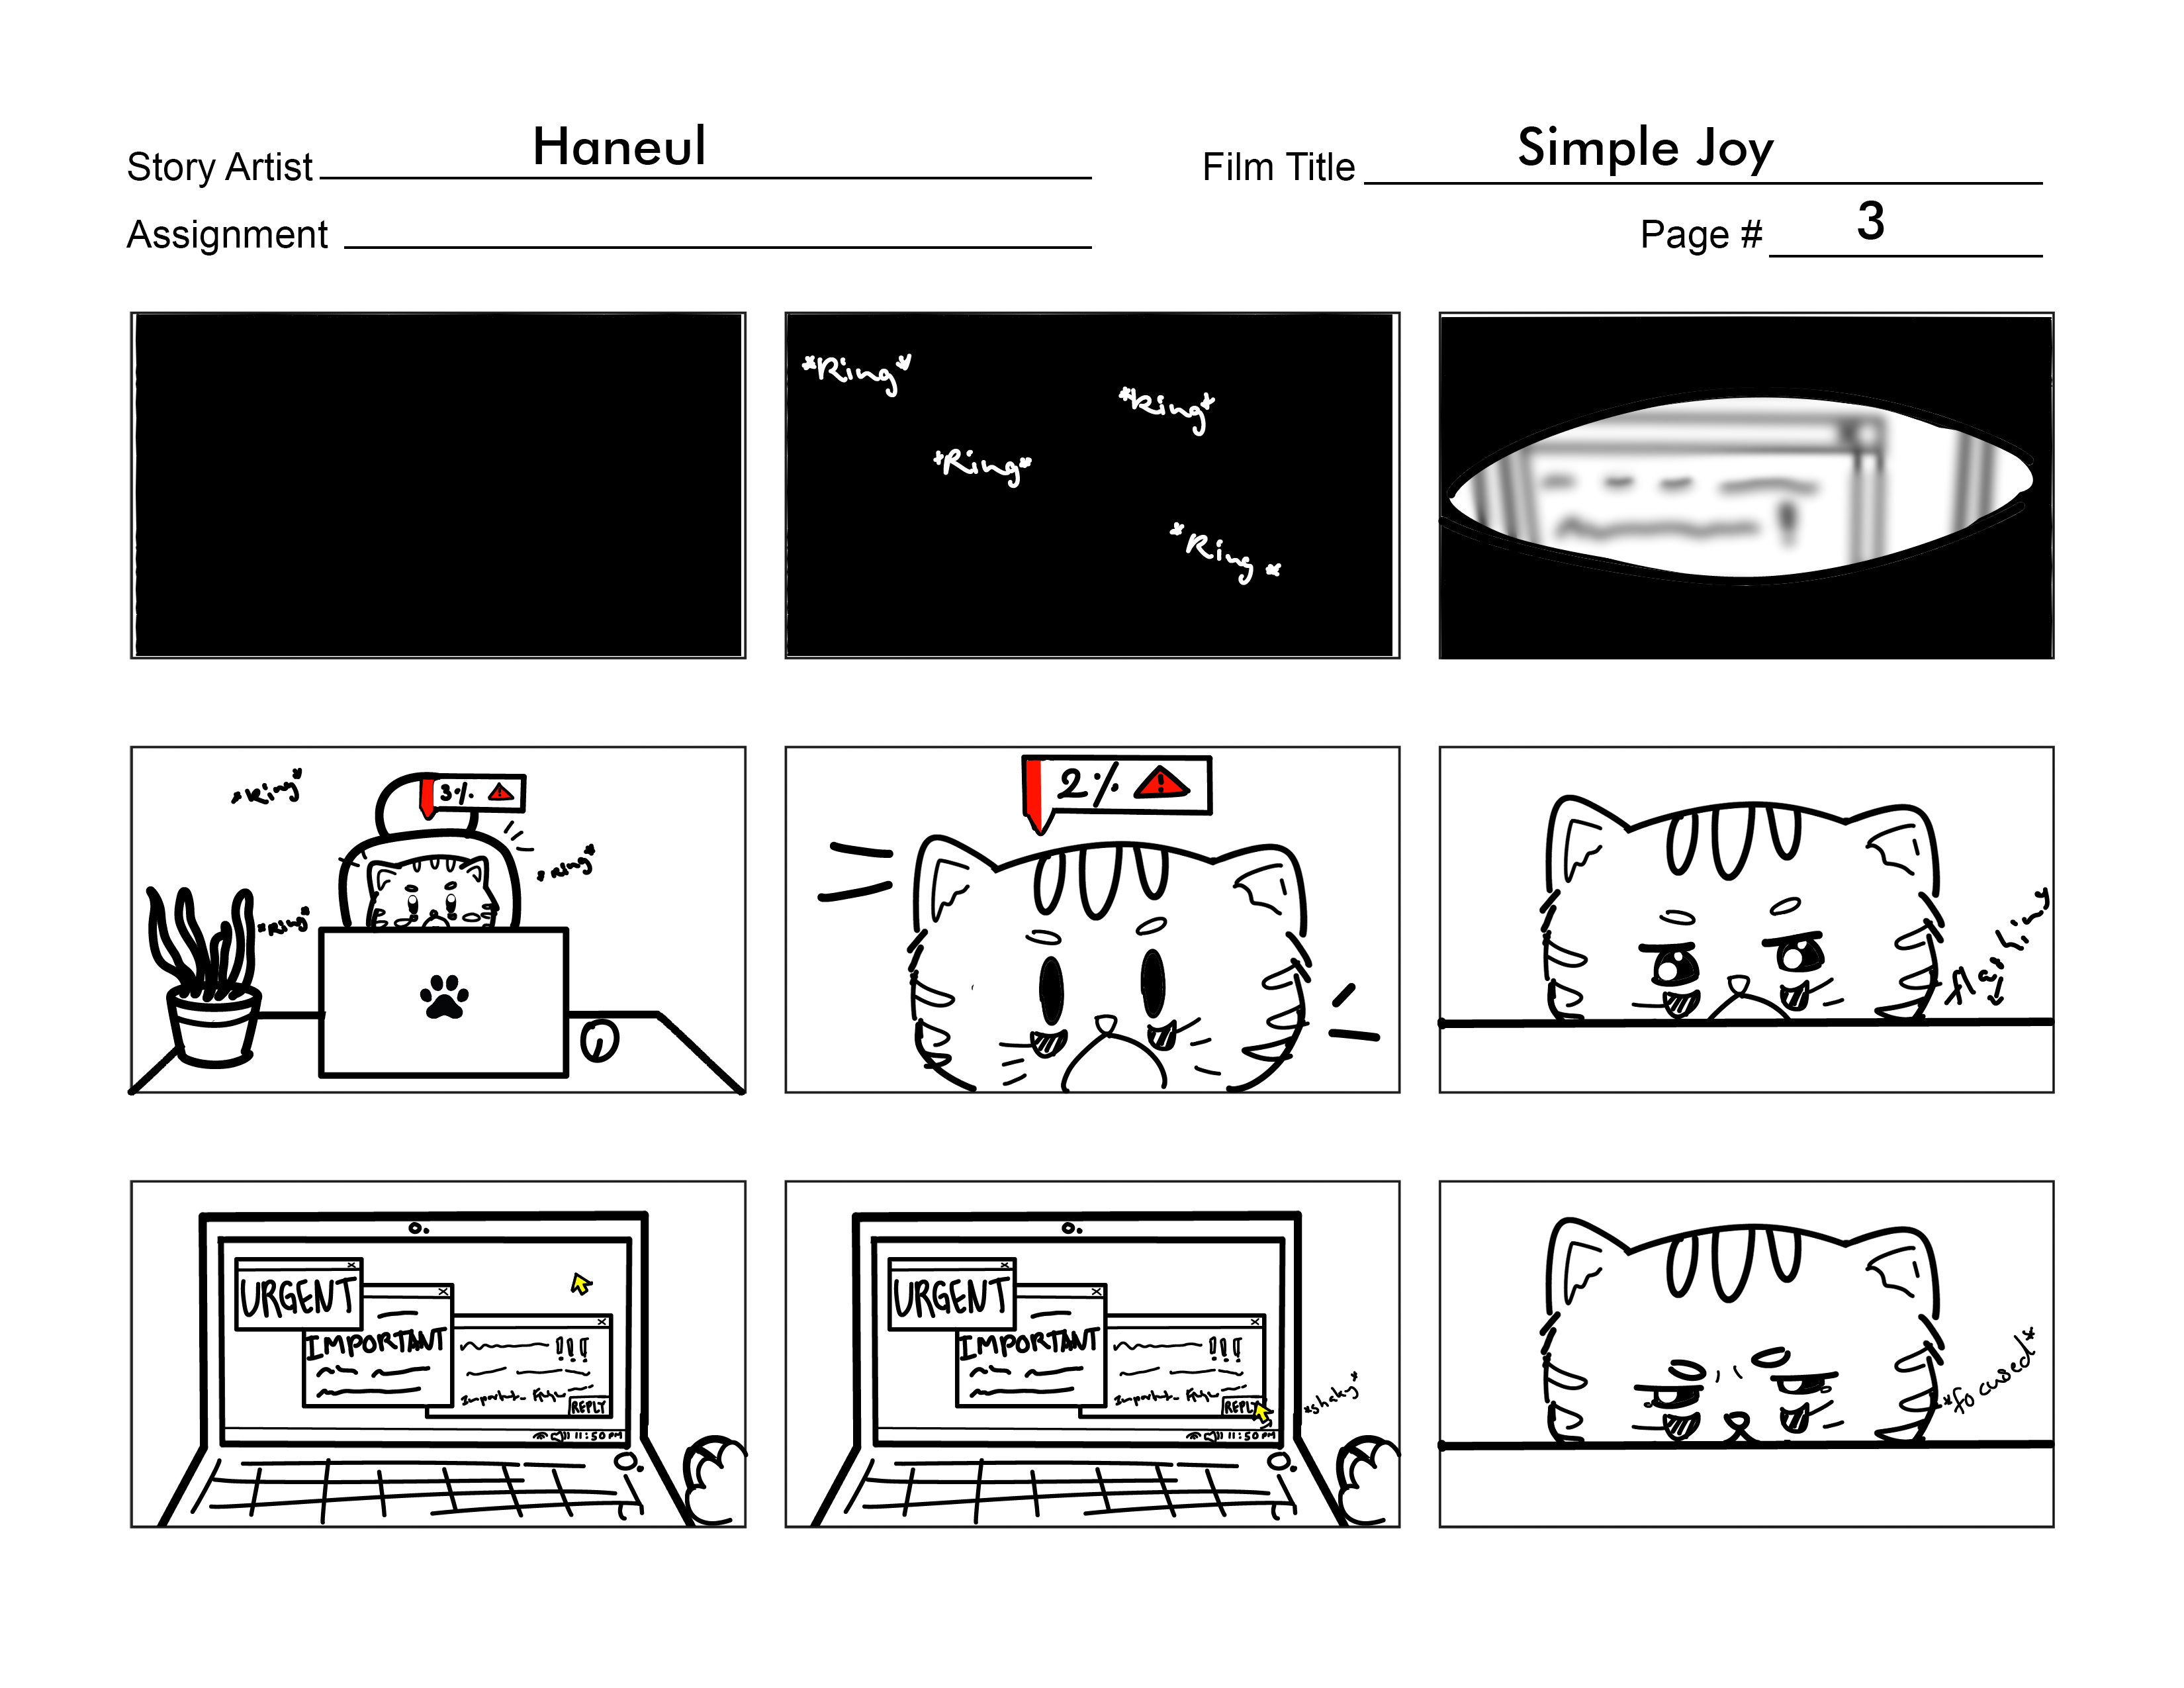 Story Artist Haneul
Film Title Simple Joy
Assignment
Page # 3
*Ring*
*Ring*
*Ring*
*Ring*
*Ring*
3%
*Ring*
*Ring*
2%
!
URGENT
IMPORTANT
!!!
REPLY
11:50 PM
URGENT
IMPORTANT
!!!
REPLY
*shaky*
11:50 PM
*focused*